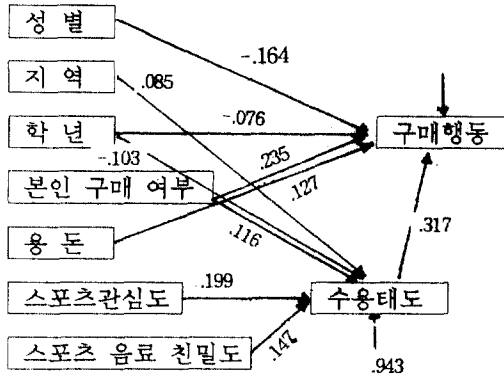 성 별
-.164
지 역
.085
학 년
-.076
구매행동
-.103
.235
본인 구매 여부
.127
.116
.317
용 돈
.199
스포츠관심도
수용태도
스포츠 음료 친밀도
.147
.943